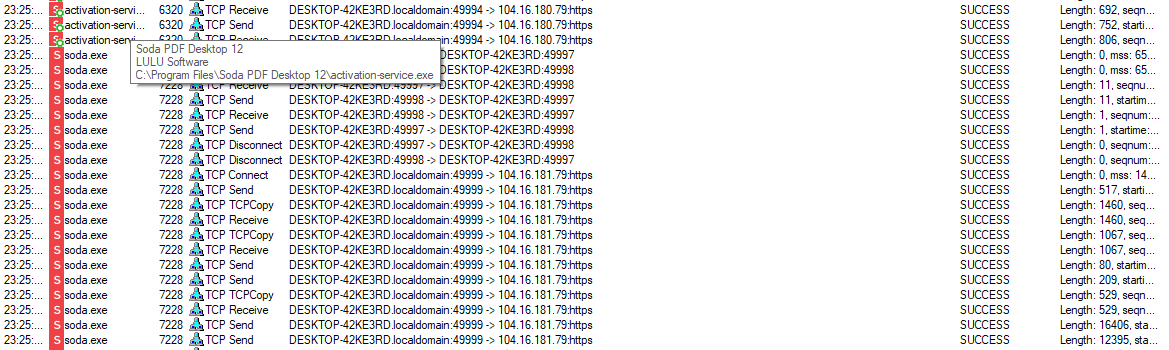 23:25:... activation-servi... 6320 TCP Receive DESKTOP-42KE3RD.localdomain:49994 -> 104.16.180.79:https SUCCESS Length: 692, seqn...
23:25:... activation-servi... 6320 TCP Send DESKTOP-42KE3RD.localdomain:49994 -> 104.16.180.79:https SUCCESS Length: 752, starti...
23:25:... activation-servi... 6320 TCP Receive DESKTOP-42KE3RD.localdomain:49994 -> 104.16.180.79:https SUCCESS Length: 806, seqn...
Soda PDF Desktop 12
LULU Software
C:\Program Files\Soda PDF Desktop 12\activation-service.exe
23:25:... soda.exe DESKTOP-42KE3RD:49997 SUCCESS Length: 0, mss: 65...
23:25:... soda.exe DESKTOP-42KE3RD:49998 SUCCESS Length: 0, mss: 65...
23:25:... soda.exe 7228 TCP Receive DESKTOP-42KE3RD:49997 -> DESKTOP-42KE3RD:49998 SUCCESS Length: 11, seqnu...
23:25:... soda.exe 7228 TCP Send DESKTOP-42KE3RD:49998 -> DESKTOP-42KE3RD:49997 SUCCESS Length: 11, startim...
23:25:... soda.exe 7228 TCP Receive DESKTOP-42KE3RD:49998 -> DESKTOP-42KE3RD:49997 SUCCESS Length: 1, seqnum:...
23:25:... soda.exe 7228 TCP Send DESKTOP-42KE3RD:49997 -> DESKTOP-42KE3RD:49998 SUCCESS Length: 1, startime:...
23:25:... soda.exe 7228 TCP Disconnect DESKTOP-42KE3RD:49997 -> DESKTOP-42KE3RD:49998 SUCCESS Length: 0, seqnum:...
23:25:... soda.exe 7228 TCP Disconnect DESKTOP-42KE3RD:49998 -> DESKTOP-42KE3RD:49997 SUCCESS Length: 0, seqnum:...
23:25:... soda.exe 7228 TCP Connect DESKTOP-42KE3RD.localdomain:49999 -> 104.16.181.79:https SUCCESS Length: 0, mss: 14...
23:25:... soda.exe 7228 TCP Send DESKTOP-42KE3RD.localdomain:49999 -> 104.16.181.79:https SUCCESS Length: 517, starti...
23:25:... soda.exe 7228 TCP TCPCopy DESKTOP-42KE3RD.localdomain:49999 -> 104.16.181.79:https SUCCESS Length: 1460, seq...
23:25:... soda.exe 7228 TCP Receive DESKTOP-42KE3RD.localdomain:49999 -> 104.16.181.79:https SUCCESS Length: 1460, seq...
23:25:... soda.exe 7228 TCP TCPCopy DESKTOP-42KE3RD.localdomain:49999 -> 104.16.181.79:https SUCCESS Length: 1067, seq...
23:25:... soda.exe 7228 TCP Receive DESKTOP-42KE3RD.localdomain:49999 -> 104.16.181.79:https SUCCESS Length: 1067, seq...
23:25:... soda.exe 7228 TCP Send DESKTOP-42KE3RD.localdomain:49999 -> 104.16.181.79:https SUCCESS Length: 80, startim...
23:25:... soda.exe 7228 TCP Send DESKTOP-42KE3RD.localdomain:49999 -> 104.16.181.79:https SUCCESS Length: 209, starti...
23:25:... soda.exe 7228 TCP TCPCopy DESKTOP-42KE3RD.localdomain:49999 -> 104.16.181.79:https SUCCESS Length: 529, seqn...
23:25:... soda.exe 7228 TCP Receive DESKTOP-42KE3RD.localdomain:49999 -> 104.16.181.79:https SUCCESS Length: 529, seqn...
23:25:... soda.exe 7228 TCP Send DESKTOP-42KE3RD.localdomain:49999 -> 104.16.181.79:https SUCCESS Length: 16406, sta...
23:25:... soda.exe 7228 TCP Send DESKTOP-42KE3RD.localdomain:49999 -> 104.16.181.79:https SUCCESS Length: 12395, sta...